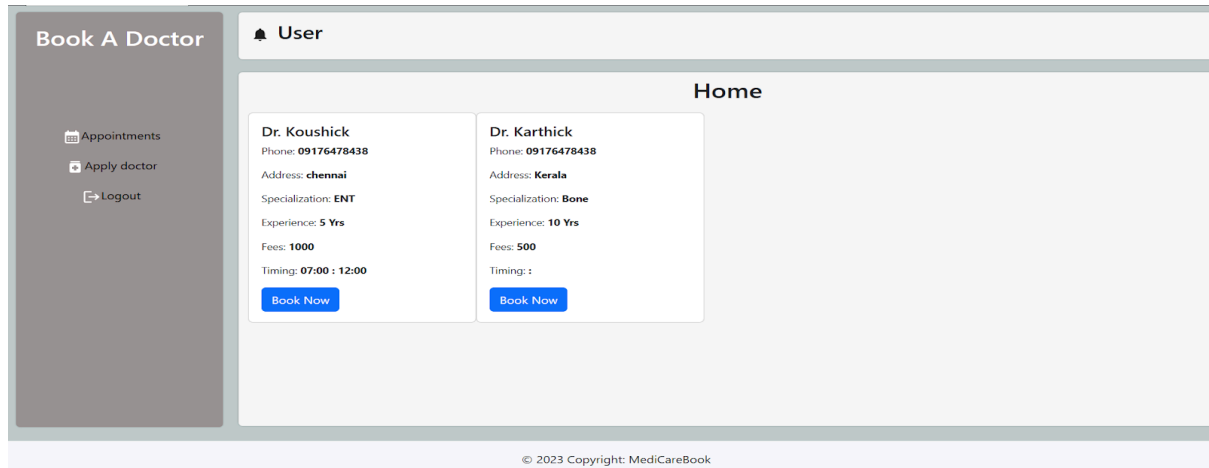 Book A Doctor
Appointments
Apply doctor
Logout
User
Home
Dr. Koushick
Phone: 09176478438
Address: chennai
Specialization: ENT
Experience: 5 Yrs
Fees: 1000
Timing: 07:00 : 12:00
Book Now
Dr. Karthick
Phone: 09176478438
Address: Kerala
Specialization: Bone
Experience: 10 Yrs
Fees: 500
Timing: :
Book Now
© 2023 Copyright: MediCareBook